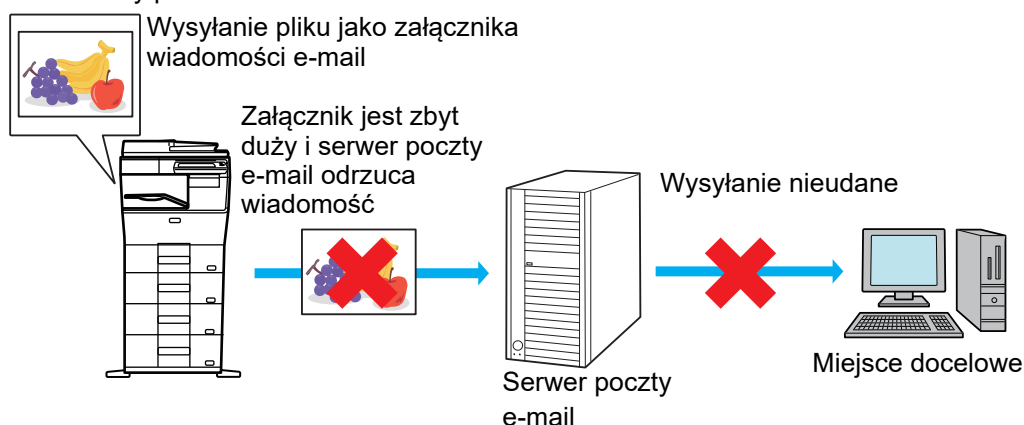 Wysyłanie pliku jako załącznika
wiadomości e-mail
Załącznik jest zbyt
duży i serwer poczty
e-mail odrzuca
wiadomość
Wysyłanie nieudane
Miejsce docelowe
Serwer poczty
e-mail